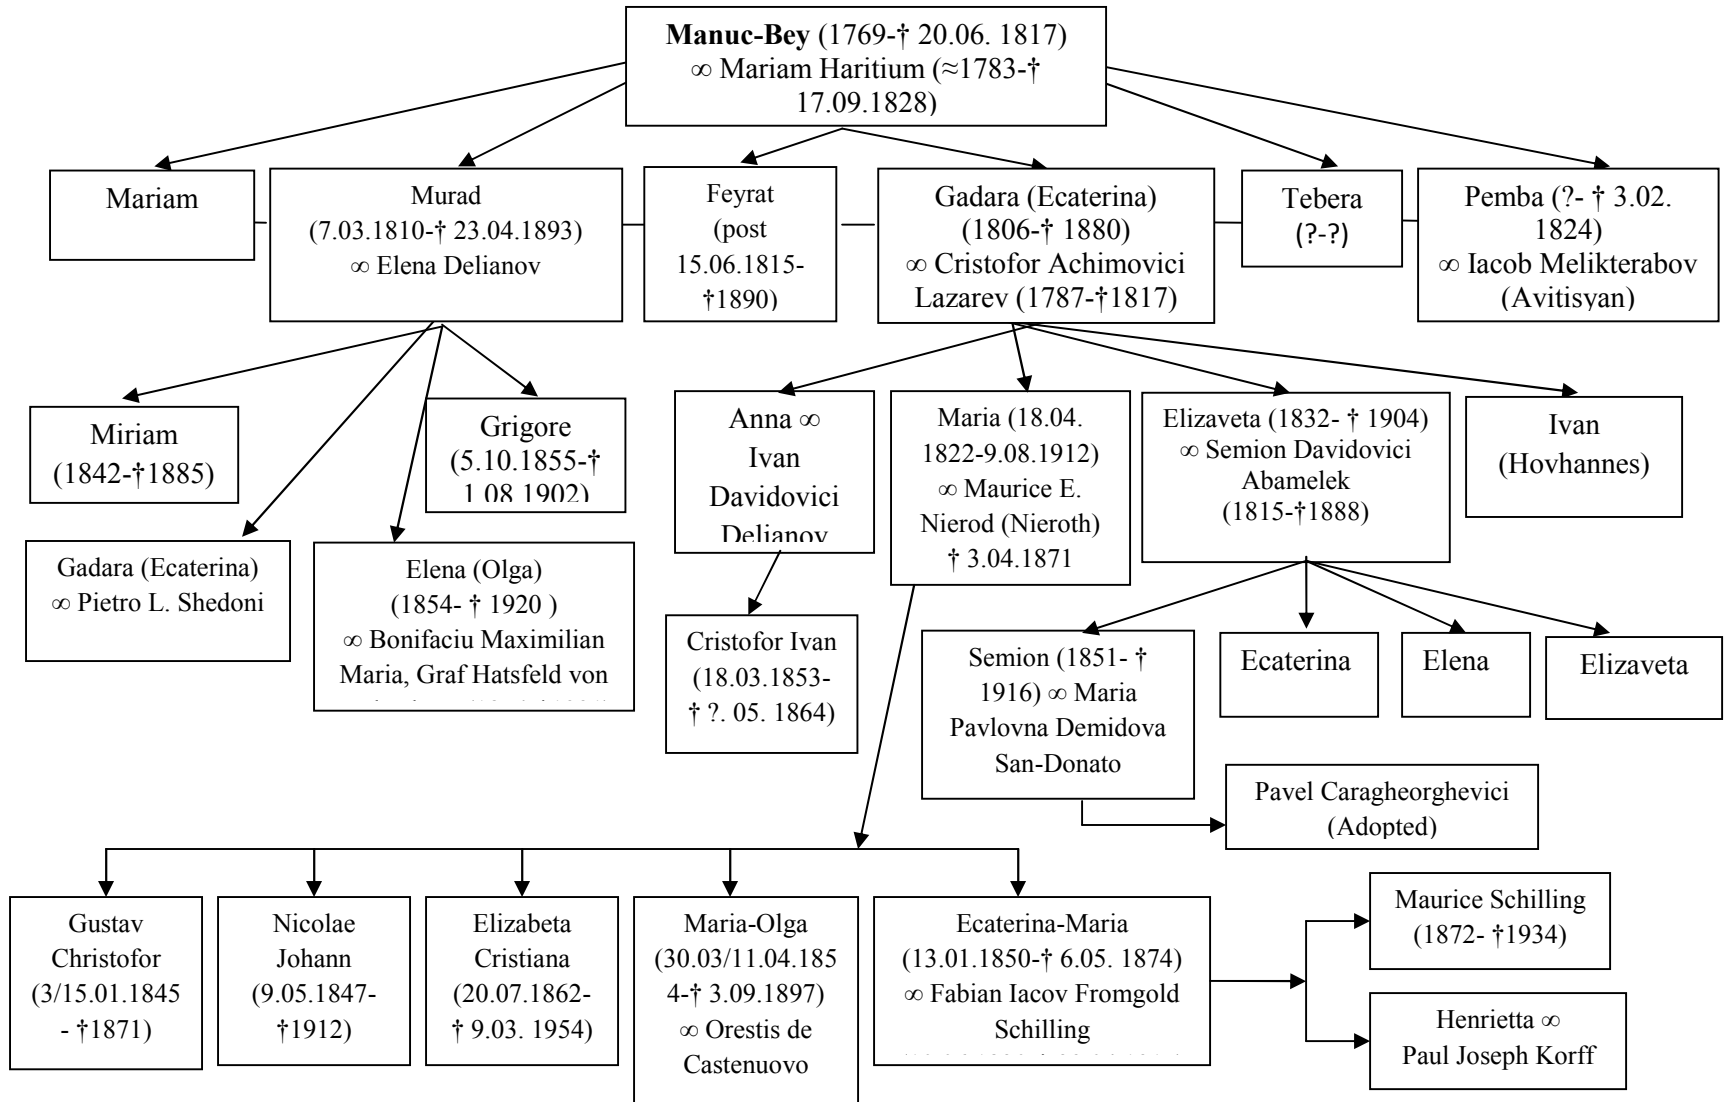 Manuc-Bey (1769-† 20.06. 1817)
∞ Mariam Haritium (≈1783-†
17.09.1828)
Mariam
Murad
(7.03.1810-† 23.04.1893)
∞ Elena Delianov
Feyrat
(post
15.06.1815-
†1890)
Gadara (Ecaterina)
(1806-† 1880)
∞ Cristofor Achimovici
Lazarev (1787-†1817)
Tebera
(?-?)
Pemba (?- † 3.02.
1824)
∞ Iacob Melikterabov
(Avitisyan)
Miriam
(1842-†1885)
Grigore
(5.10.1855-†
1.08.1902)
Gadara (Ecaterina)
∞ Pietro L. Shedoni
Elena (Olga)
(1854- † 1920 )
∞ Bonifaciu Maximilian
Maria, Graf Hatsfeld von
Anna ∞
Ivan
Davidovici
Delianov
Maria (18.04.
1822-9.08.1912)
∞ Maurice E.
Nierod (Nieroth)
† 3.04.1871
Elizaveta (1832- † 1904)
∞ Semion Davidovici
Abamelek
(1815-†1888)
Ivan
(Hovhannes)
Cristofor Ivan
(18.03.1853-
† ?. 05. 1864)
Semion (1851- †
1916) ∞ Maria
Pavlovna Demidova
San-Donato
Ecaterina
Elena
Elizaveta
Pavel Caragheorghevici
(Adopted)
Gustav
Christofor
(3/15.01.1845
- †1871)
Nicolae
Johann
(9.05.1847-
†1912)
Elizabeta
Cristiana
(20.07.1862-
† 9.03. 1954)
Maria-Olga
(30.03/11.04.185
4-† 3.09.1897)
∞ Orestis de
Castenuovo
Ecaterina-Maria
(13.01.1850-† 6.05. 1874)
∞ Fabian Iacov Fromgold
Schilling
Maurice Schilling
(1872- †1934)
Henrietta ∞
Paul Joseph Korff